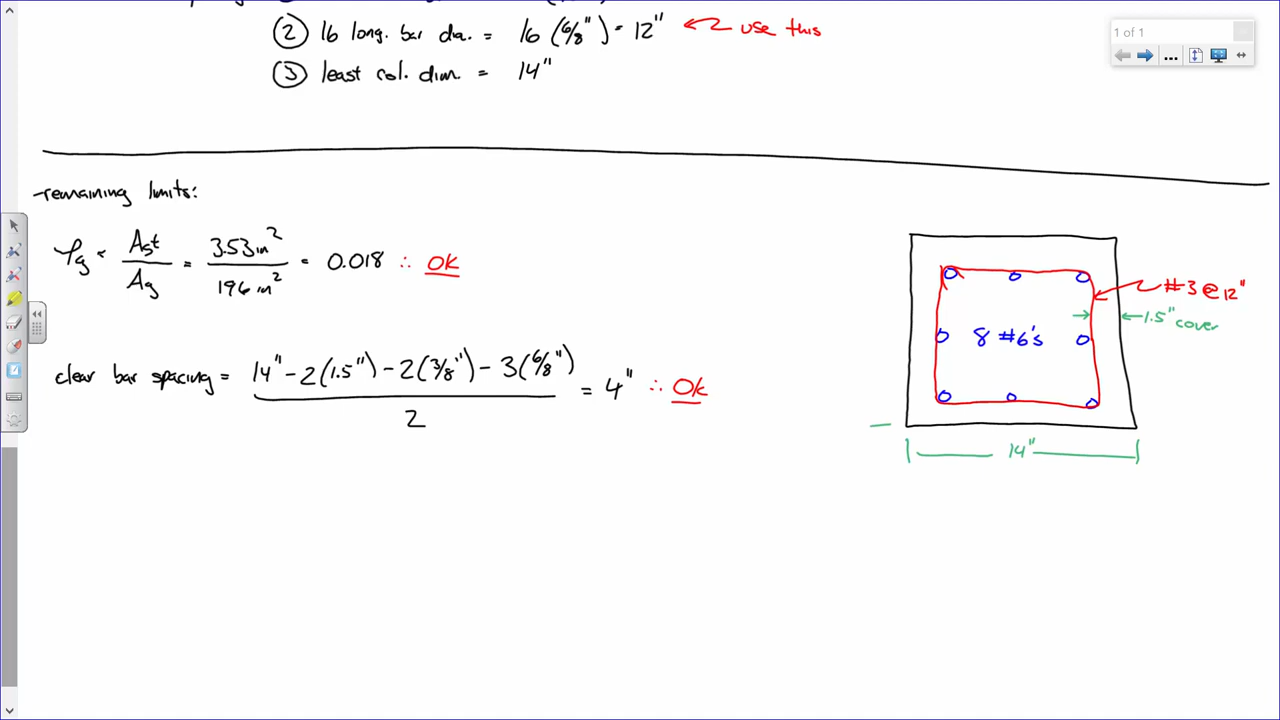 ② 16 long. bar dia. = 16 (6/8") = 12" ← use this
③ least col. dim. = 14"
1 of 1
-remaining limits:
ρg = Ast / Ag = 3.53 in² / 196 in² = 0.018 ∴ OK
clear bar spacing = 14" - 2(1.5") - 2(3/8") - 3(6/8") / 2 = 4" ∴ OK
#3 @ 12"
1.5" cover
8 #6's
14"